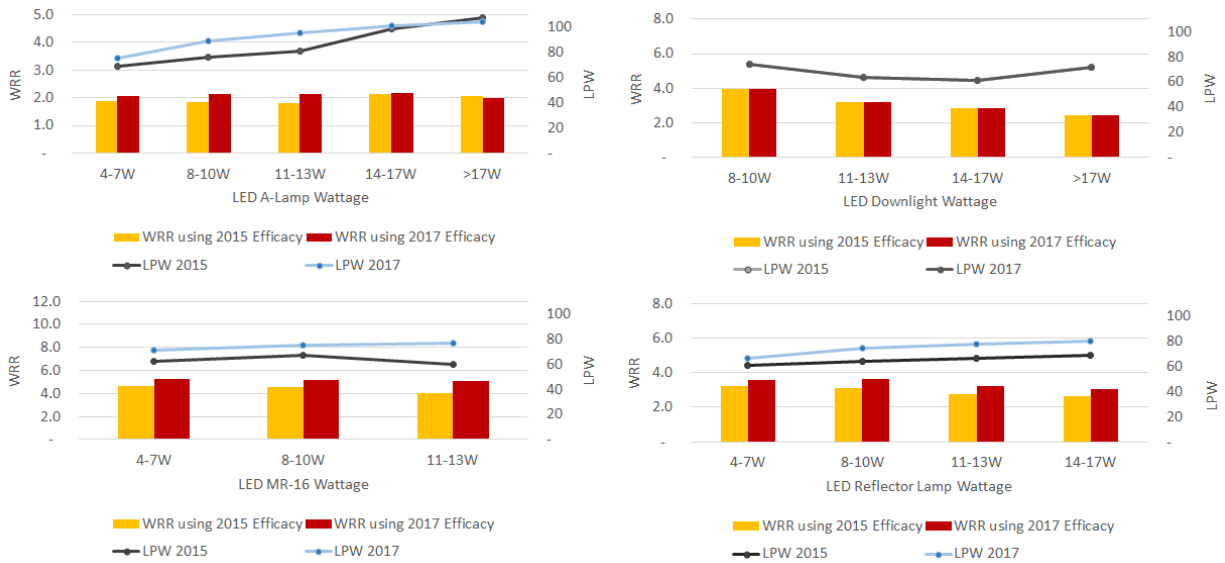 5.0
4.0
3.0
2.0
1.0
-
WRR
100
80
60
40
20
-
LPW
4-7W 8-10W 11-13W 14-17W >17W
LED A-Lamp Wattage
WRR using 2015 Efficacy WRR using 2017 Efficacy
LPW 2015 LPW 2017
8.0
6.0
4.0
2.0
-
WRR
100
80
60
40
20
-
LPW
8-10W 11-13W 14-17W >17W
LED Downlight Wattage
WRR using 2015 Efficacy WRR using 2017 Efficacy
LPW 2015 LPW 2017
12.0
10.0
8.0
6.0
4.0
2.0
-
WRR
100
80
60
40
20
-
LPW
4-7W 8-10W 11-13W
LED MR-16 Wattage
WRR using 2015 Efficacy WRR using 2017 Efficacy
LPW 2015 LPW 2017
8.0
6.0
4.0
2.0
-
WRR
100
80
60
40
20
-
LPW
4-7W 8-10W 11-13W 14-17W
LED Reflector Lamp Wattage
WRR using 2015 Efficacy WRR using 2017 Efficacy
LPW 2015 LPW 2017